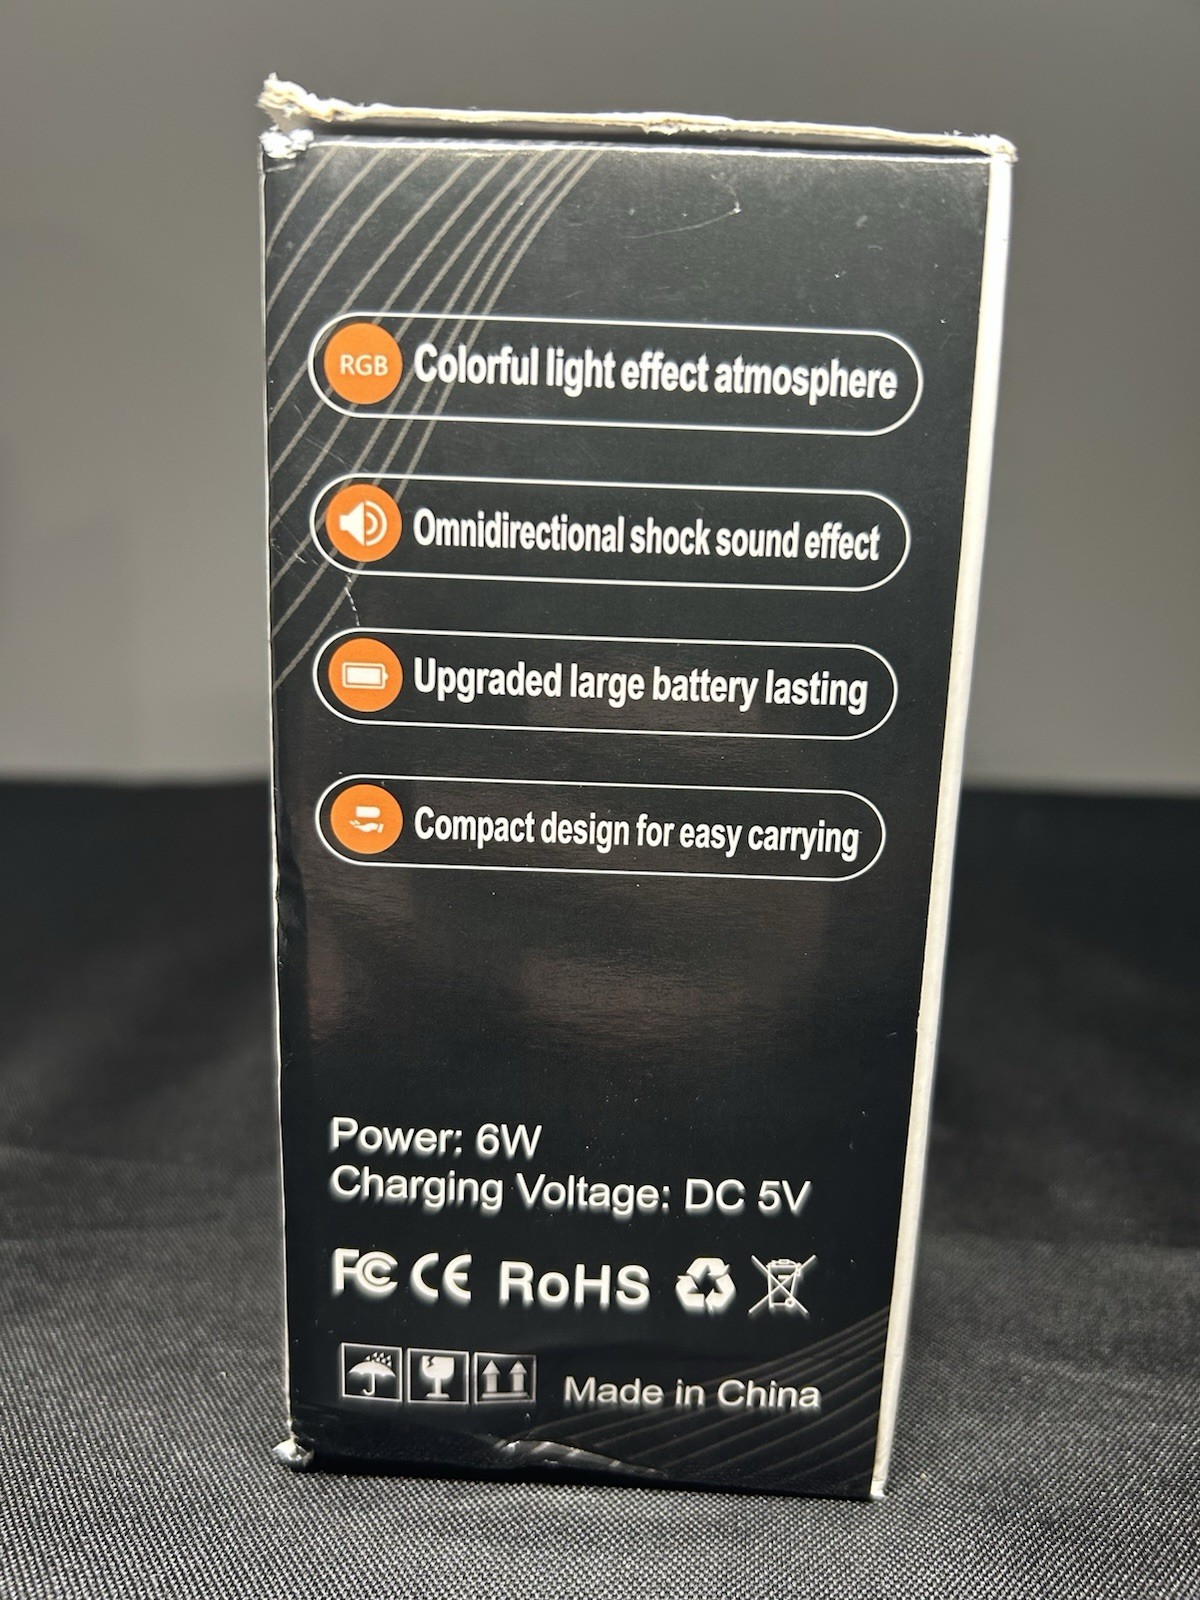 RGB Colorful light effect atmosphere
Omnidirectional shock sound effect
Upgraded large battery lasting
Compact design for easy carrying
Power: 6W
Charging Voltage: DC 5V
FC CE RoHS
Made in China